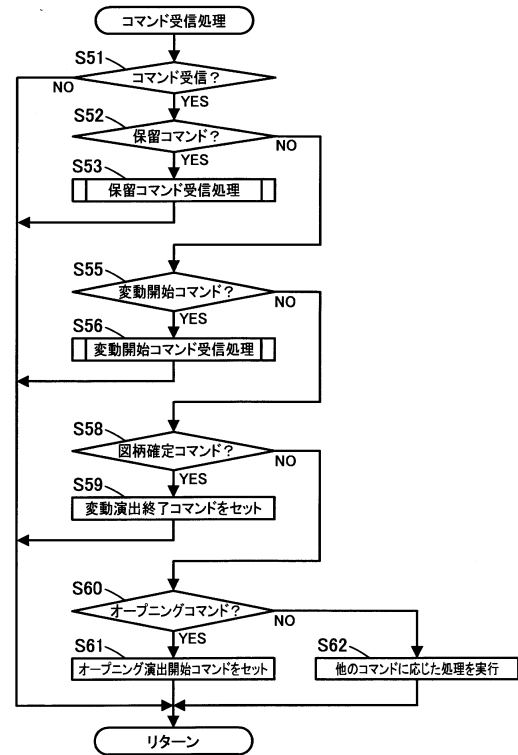 コマンド受信処理
S51
コマンド受信？
NO
YES
S52
保留コマンド？
NO
YES
S53
保留コマンド受信処理
S55
変動開始コマンド？
NO
YES
S56
変動開始コマンド受信処理
S58
図柄確定コマンド？
NO
YES
S59
変動演出終了コマンドをセット
S60
オープニングコマンド？
NO
YES
S61
オープニング演出開始コマンドをセット
S62
他のコマンドに応じた処理を実行
リターン